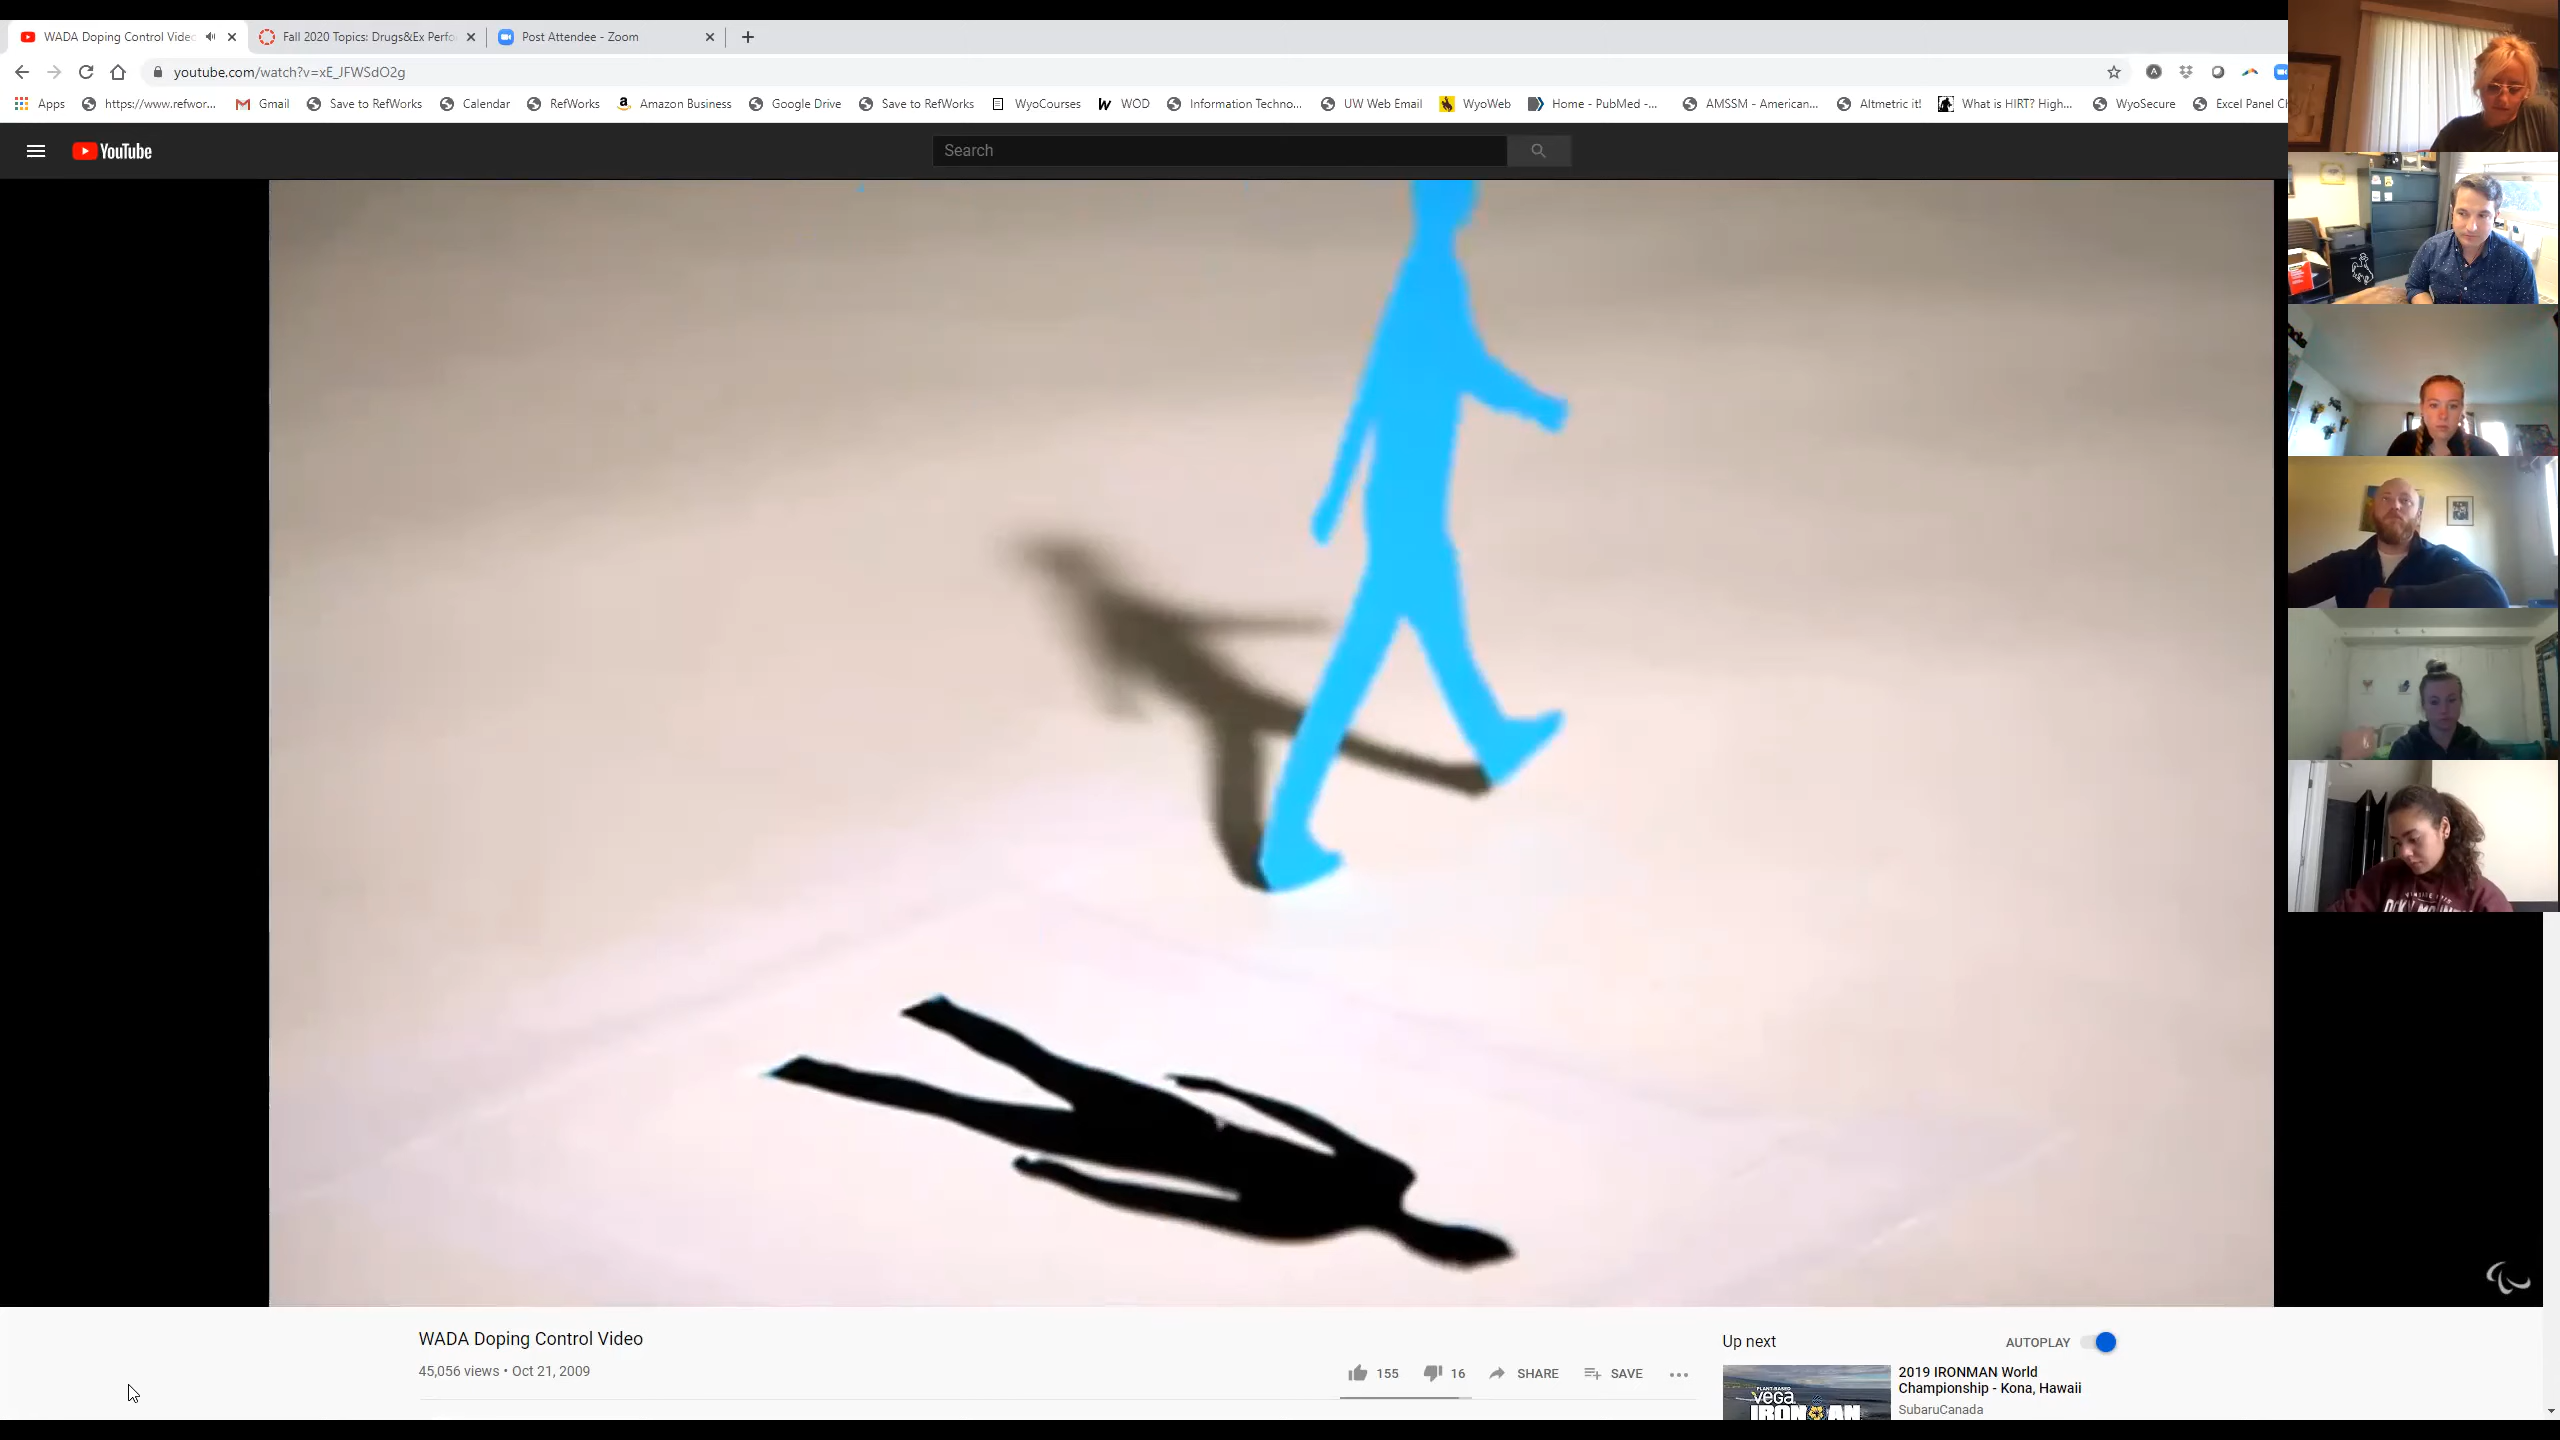 WADA Doping Control Video
Fall 2020 Topics: Drugs&Ex Perfo
Post Attendee - Zoom
youtube.com/watch?v=xE_JFWSdO2g
Apps https://www.refwor... Gmail Save to RefWorks Calendar RefWorks Amazon Business Google Drive Save to RefWorks WyoCourses WOD Information Techno... UW Web Email WyoWeb Home - PubMed -... AMSSM - American... Altmetric it! What is HIRT? High... WyoSecure Excel Panel Ch
YouTube
Search
WADA Doping Control Video
45,056 views • Oct 21, 2009
155 16 SHARE SAVE
Up next
AUTOPLAY
2019 IRONMAN World
Championship - Kona, Hawaii
SubaruCanada
vega
IRONMAN